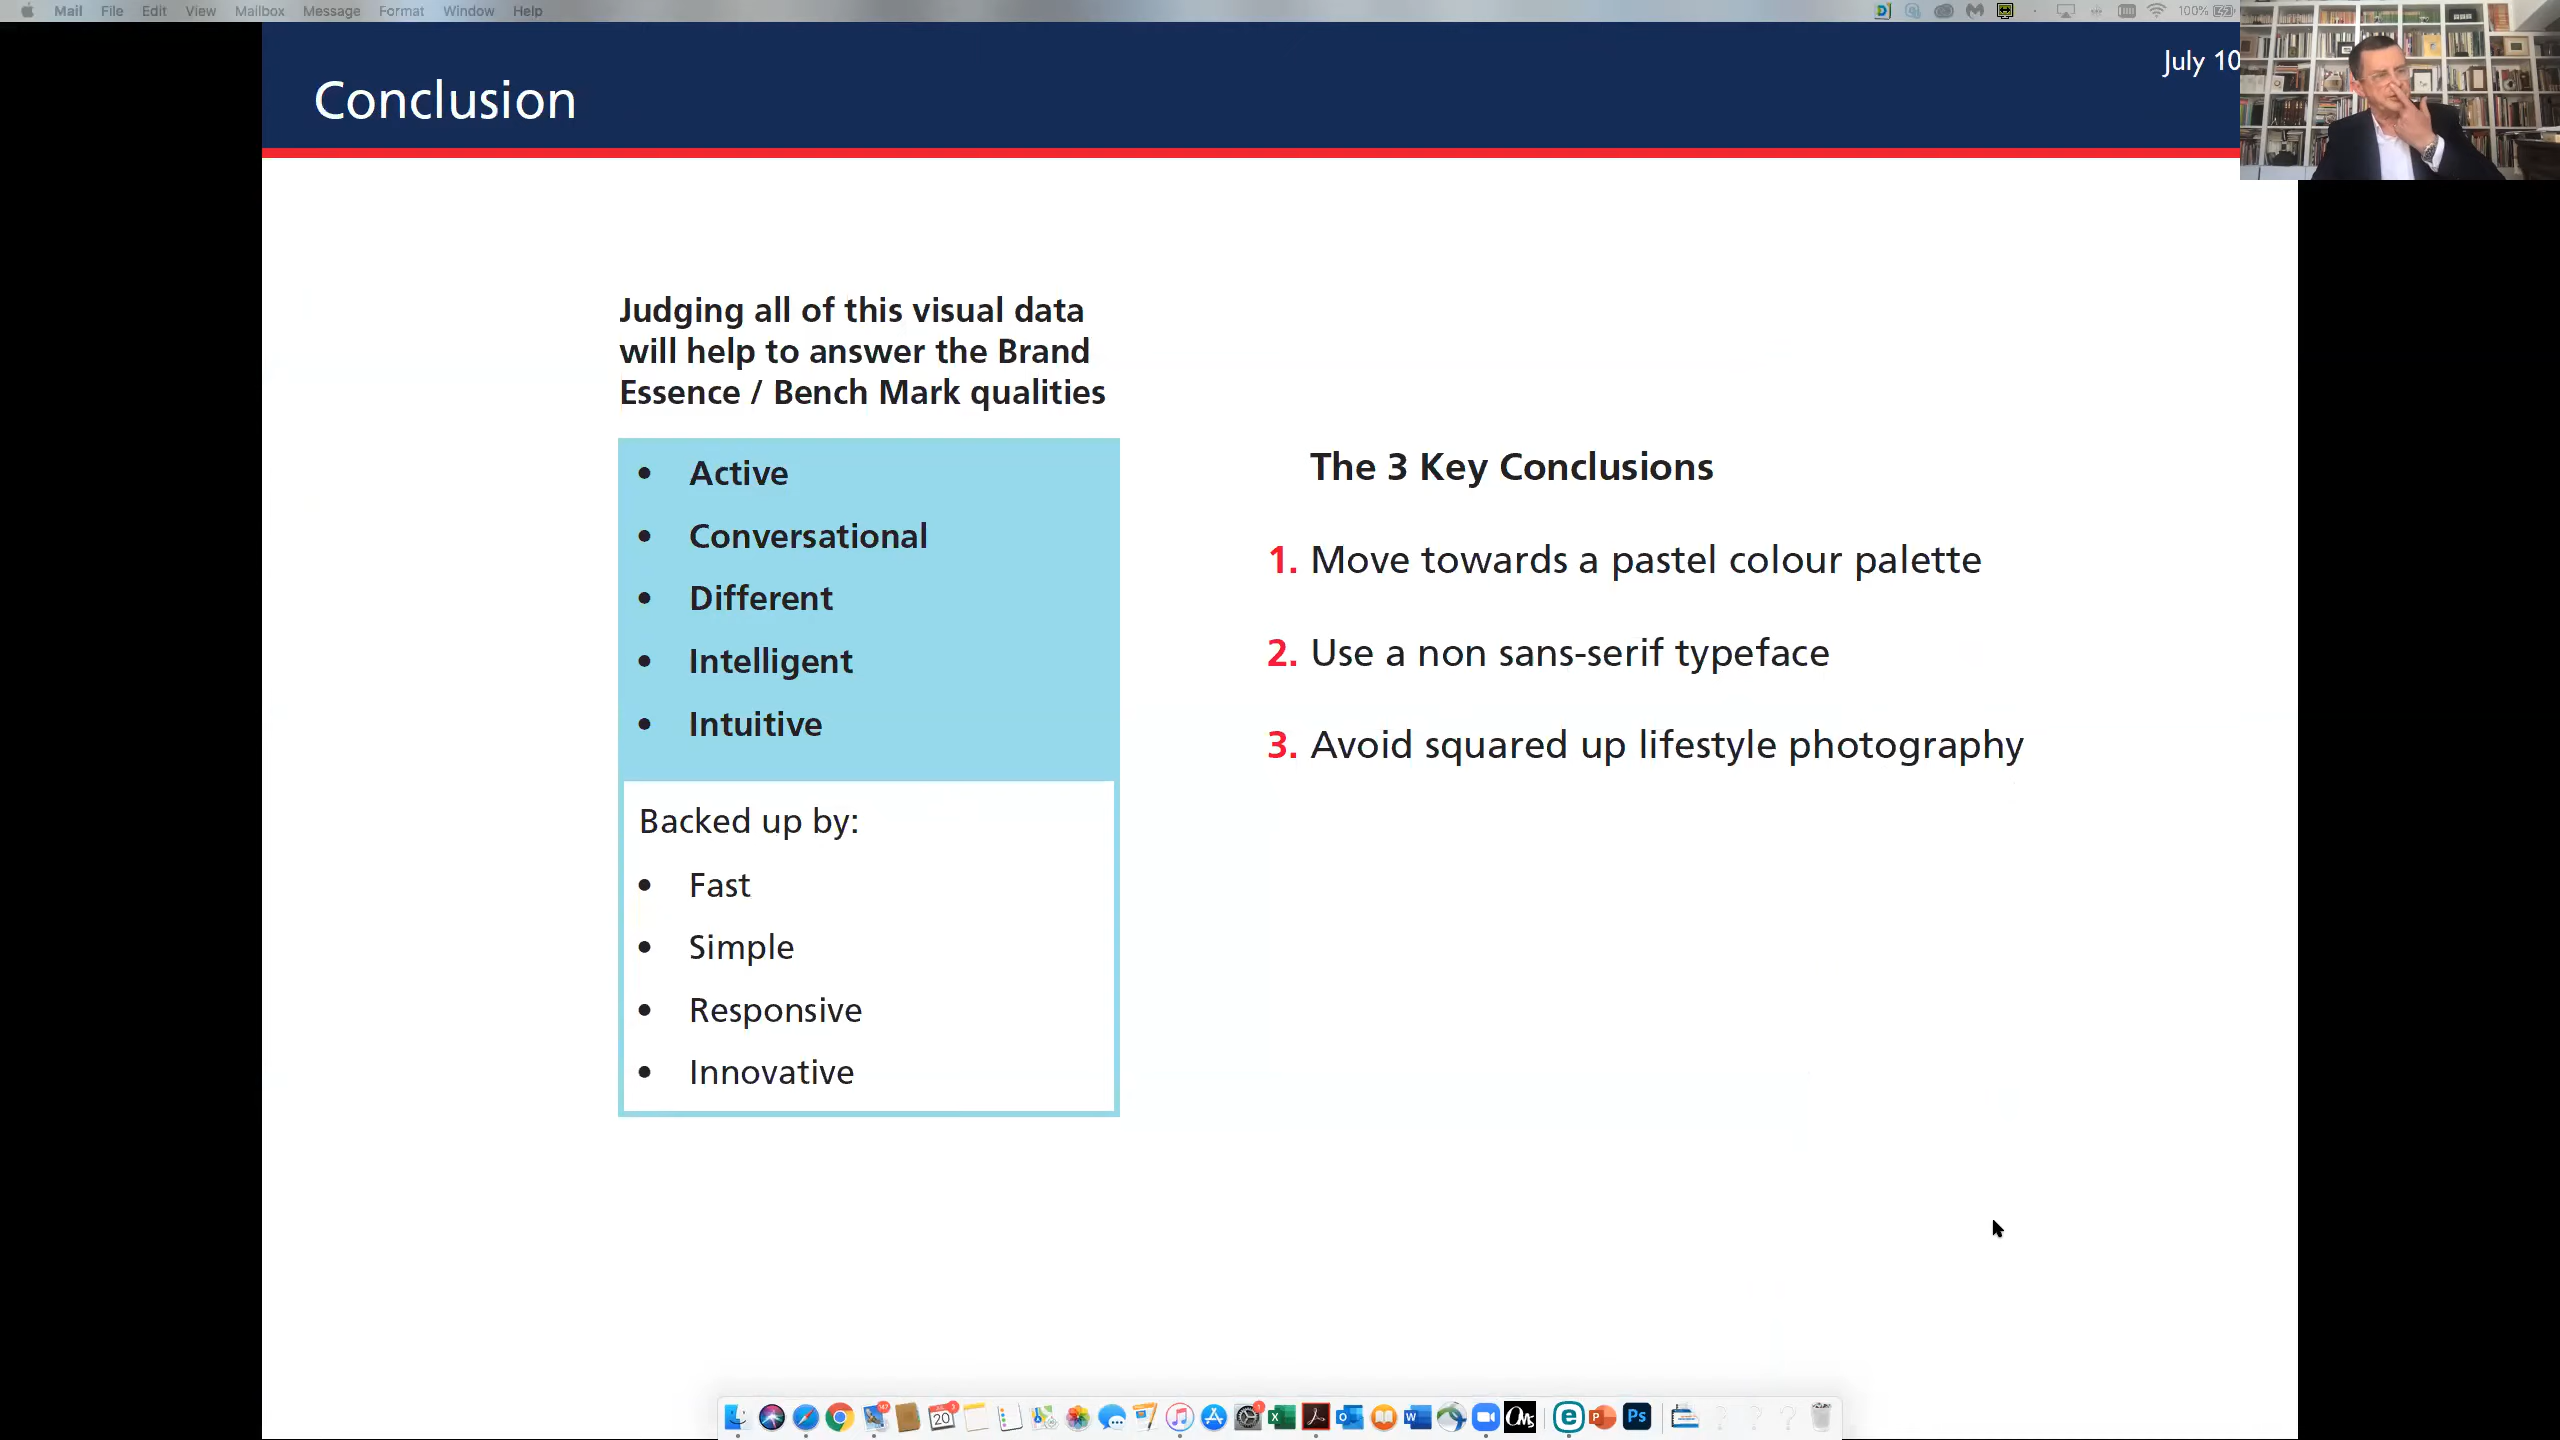 Mail File Edit View Mailbox Message Format Window Help
100%
July 10
Conclusion
Judging all of this visual data
will help to answer the Brand
Essence / Bench Mark qualities
• Active
• Conversational
• Different
• Intelligent
• Intuitive
Backed up by:
• Fast
• Simple
• Responsive
• Innovative
The 3 Key Conclusions
1. Move towards a pastel colour palette
2. Use a non sans-serif typeface
3. Avoid squared up lifestyle photography